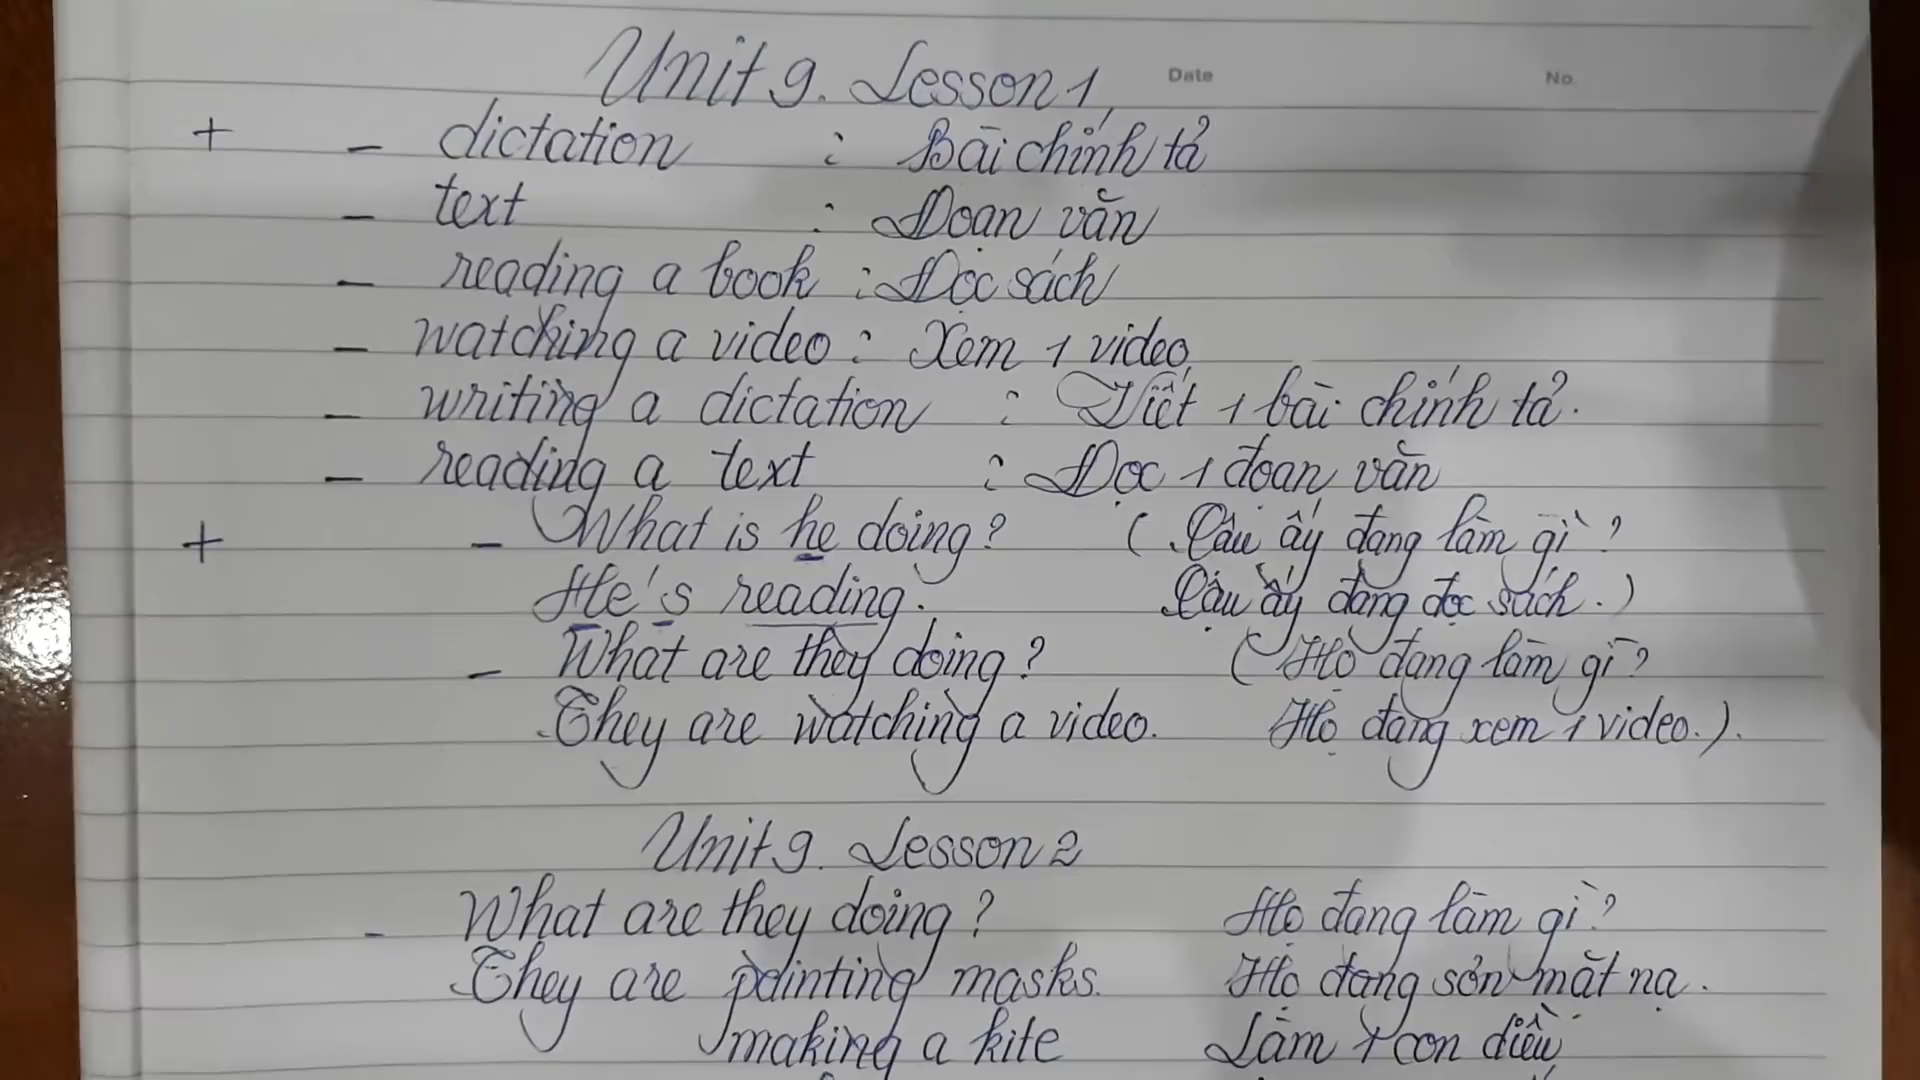 Unit 9. Lesson 1
Date No.
+ - dictation : Bài chính tả
- text : Đoạn văn
- reading a book : Đọc sách
- watching a video : Xem 1 video
- writing a dictation : Viết 1 bài chính tả.
- reading a text : Đọc 1 đoạn văn
+ - What is he doing? ( Cậu ấy đang làm gì?
He's reading. Cậu ấy đang đọc sách.)
- What are they doing? ( Họ đang làm gì?
They are watching a video. Họ đang xem 1 video.).
Unit 9. Lesson 2
- What are they doing? Họ đang làm gì?
They are painting masks. Họ đang sơn mặt nạ.
making a kite Làm 1 con diều